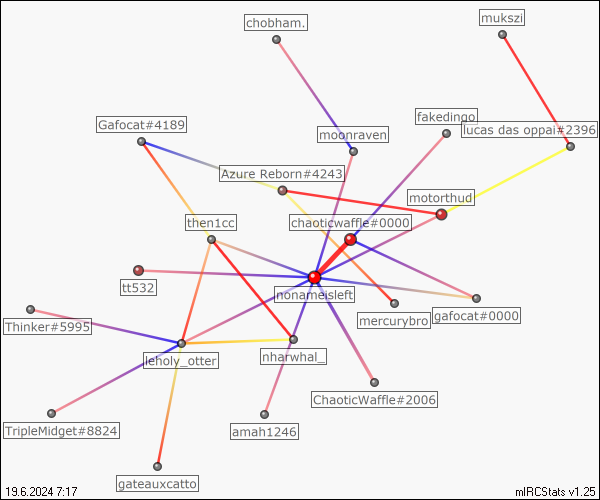 chobham.
mukszi
Gafocat#4189
moonraven
fakedingo
lucas das oppai#2396
Azure Reborn#4243
motorthud
then1cc
chaoticwaffle#0000
tt532
nonameisleft
gafocat#0000
mercurybro
Thinker#5995
leholy_otter
nharwhal_
ChaoticWaffle#2006
TripleMidget#8824
amah1246
gateauxcatto
19.6.2024 7:17
mIRCStats v1.25